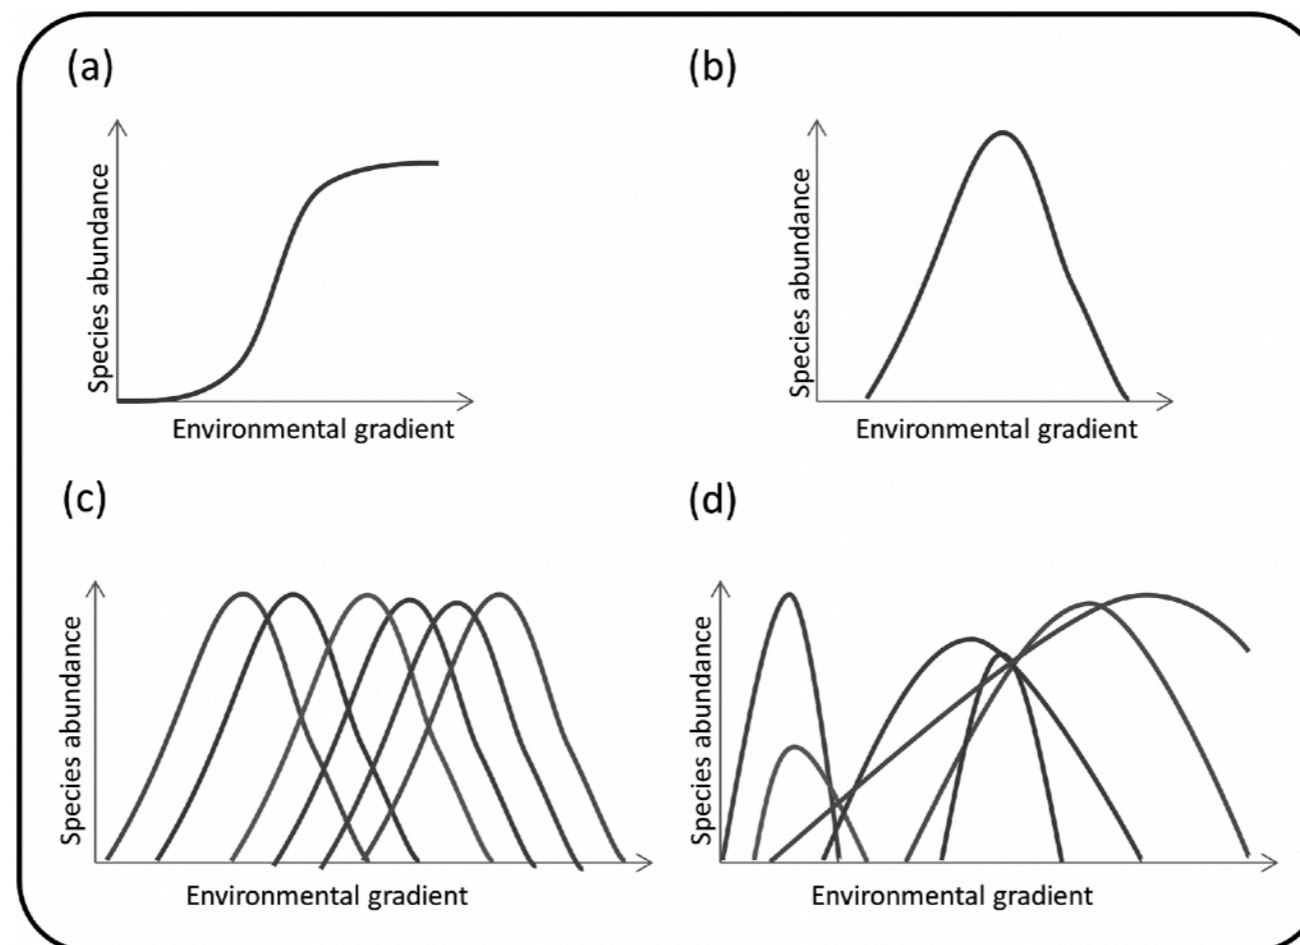 (a)
(b)
Species abundance
Environmental gradient
Species abundance
Environmental gradient
(c)
(d)
Species abundance
Environmental gradient
Species abundance
Environmental gradient